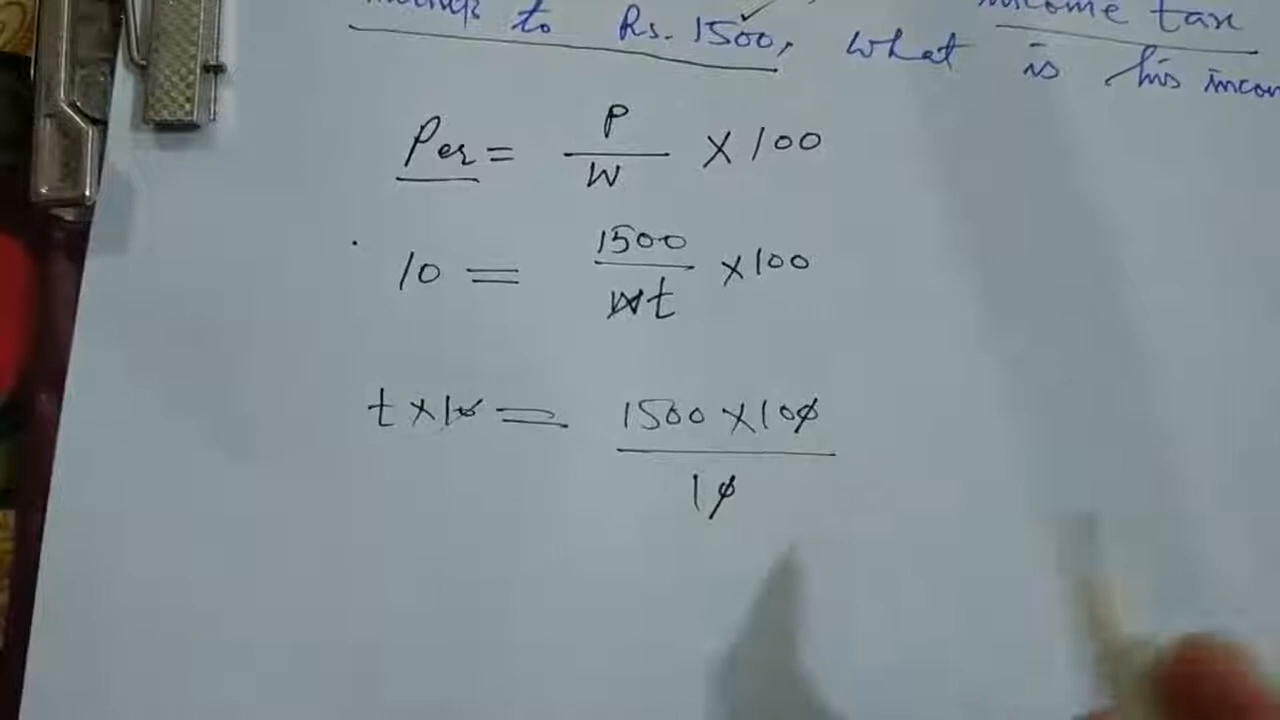 to Rs. 1500, what income tax
is his
Per = P/W × 100
10 = 1500/t × 100
t × 10 = 1500 × 100 / 10